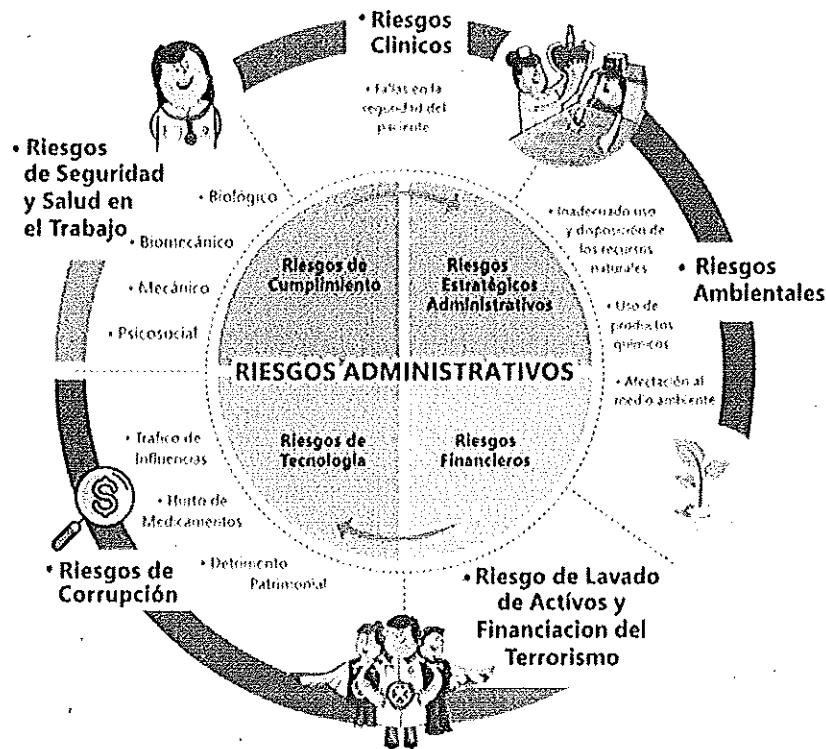 • Riesgos
Clínicos
• Fallas en la
seguridad del
paciente
• Riesgos
de Seguridad
y Salud en
el Trabajo
• Biológico
• Biomecánico
• Mecánico
• Psicosocial
• Inadecuado uso
y disposición de
los recursos
naturales
• Uso de
productos
químicos
• Afectación al
medio ambiente
• Riesgos
Ambientales
Riesgos de
Cumplimiento
Riesgos
Estratégicos
Administrativos
RIESGOS ADMINISTRATIVOS
Riesgos de
Tecnología
Riesgos
Financieros
• Trafico de
Influencias
• Hurto de
Medicamentos
• Detrimento
Patrimonial
$
• Riesgos de
Corrupción
• Riesgo de Lavado
de Activos y
Financiacion del
Terrorismo